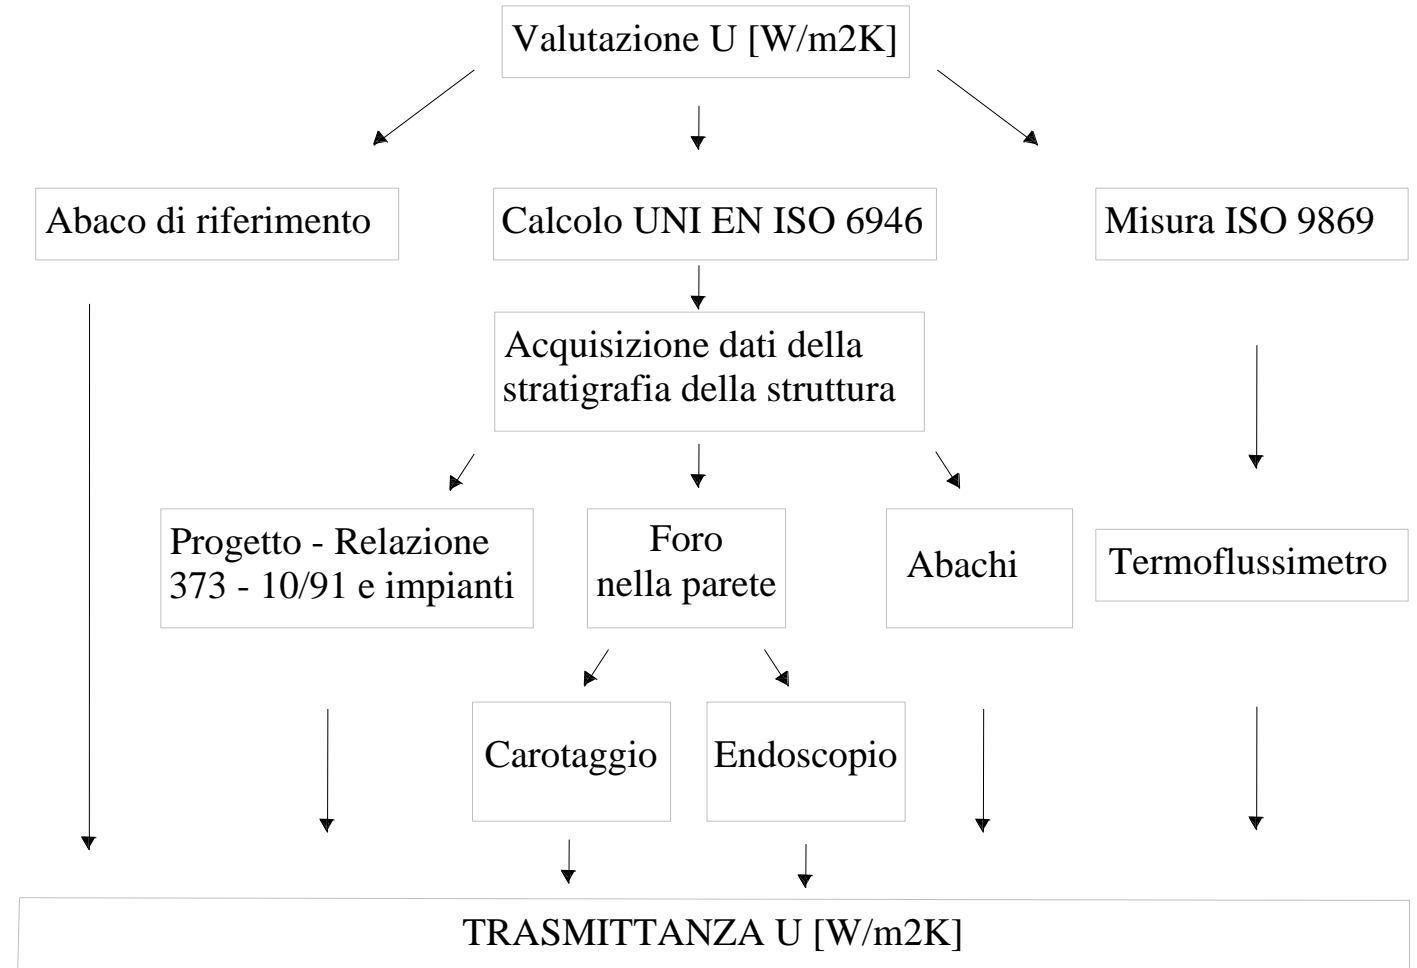 Valutazione U [W/m2K]
Abaco di riferimento
Calcolo UNI EN ISO 6946
Misura ISO 9869
Acquisizione dati della
stratigrafia della struttura
Progetto - Relazione
373 - 10/91 e impianti
Foro
nella parete
Abachi
Termoflussimetro
Carotaggio
Endoscopio
TRASMITTANZA U [W/m2K]